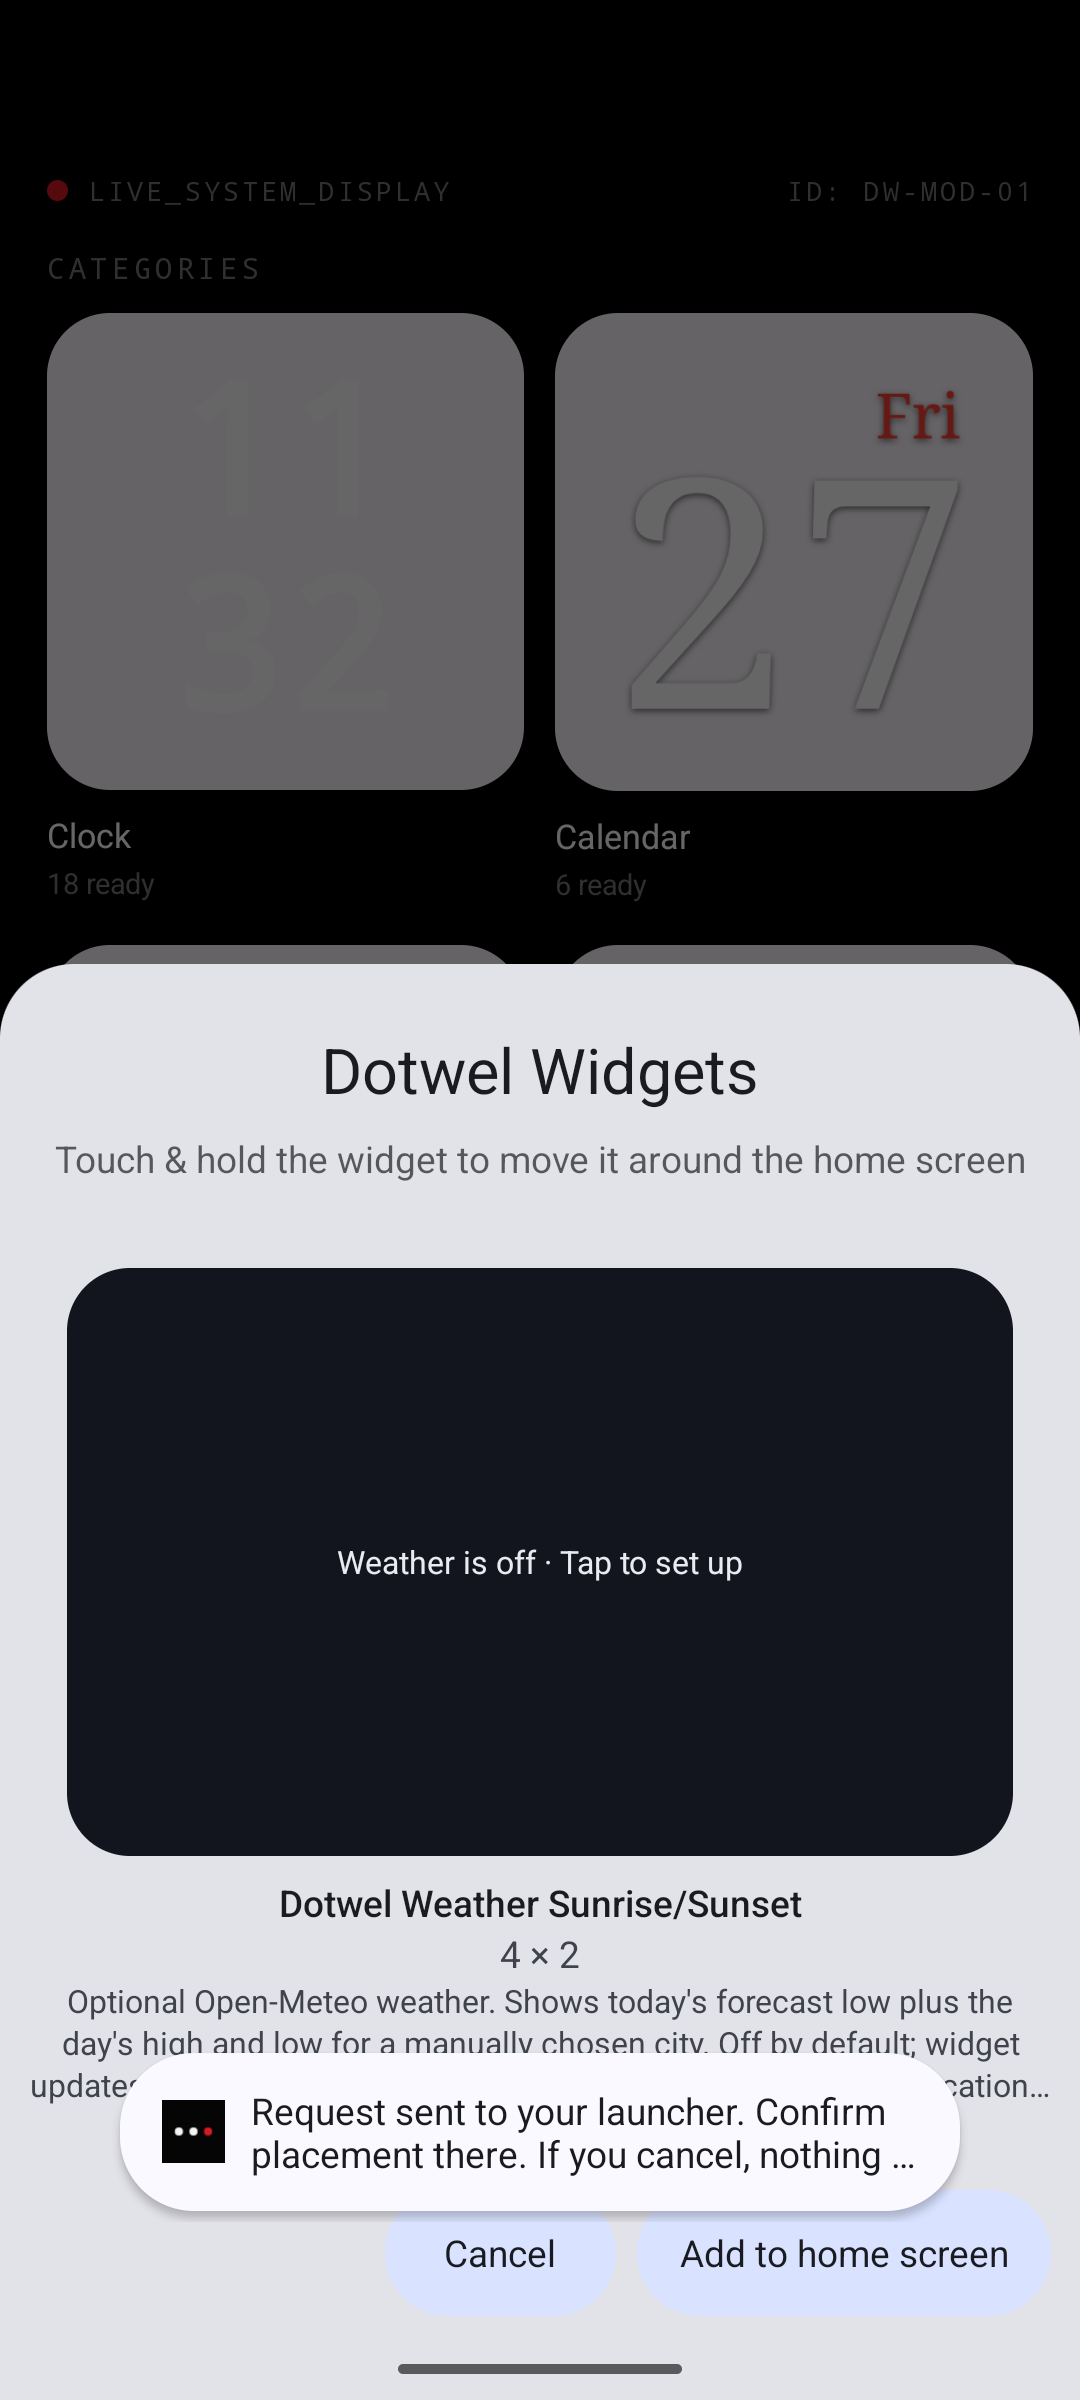 LIVE_SYSTEM_DISPLAY
ID: DW-MOD-01
CATEGORIES
11
32
Fri
27
Clock
18 ready
Calendar
6 ready
Dotwel Widgets
Touch & hold the widget to move it around the home screen
Weather is off · Tap to set up
Dotwel Weather Sunrise/Sunset
4 × 2
Optional Open-Meteo weather. Shows today's forecast low plus the
day's high and low for a manually chosen city. Off by default; widget
Request sent to your launcher. Confirm
placement there. If you cancel, nothing …
Cancel
Add to home screen